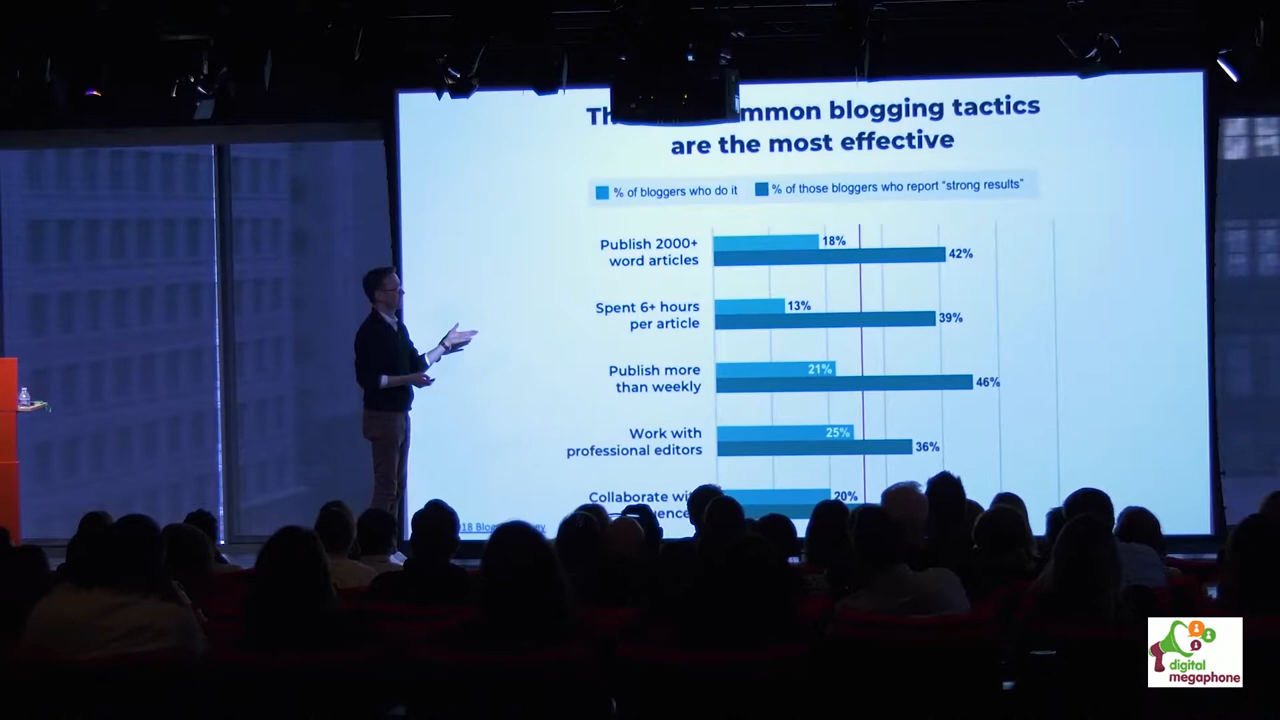 mmon blogging tactics
are the most effective
% of bloggers who do it
% of those bloggers who report “strong results”
Publish 2000+
word articles
18%
42%
Spent 6+ hours
per article
13%
39%
Publish more
than weekly
21%
46%
Work with
professional editors
25%
36%
Collaborate
20%
digital
megaphone